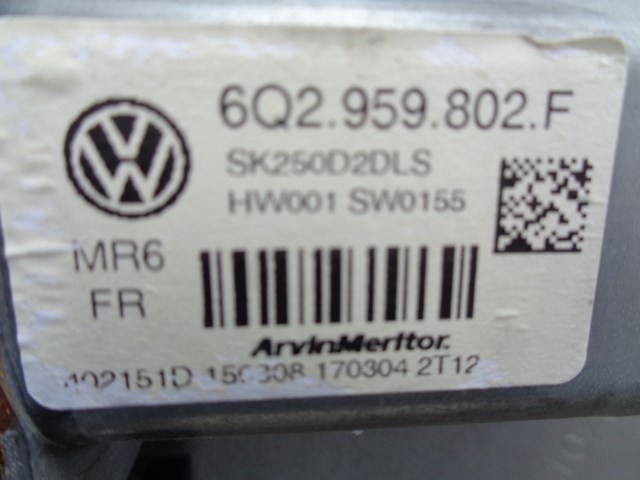 6Q2.959.802.F
SK250D2DLS
HW001 SW0155
MR6
FR
ArvinMeritor.
170304 2T12